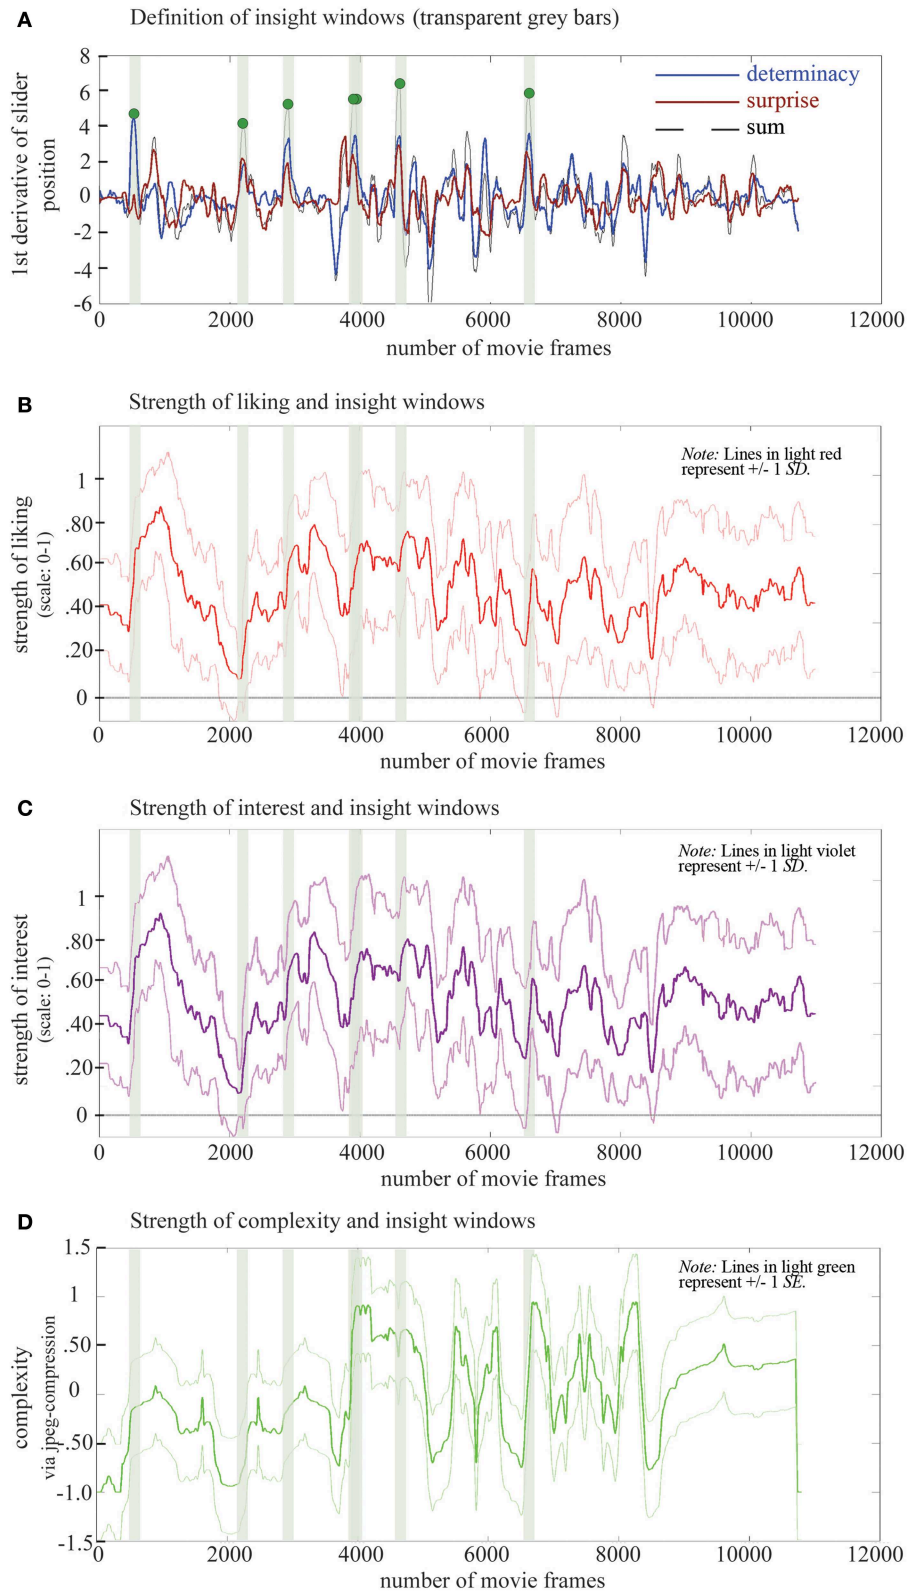 A Definition of insight windows (transparent grey bars)
1st derivative of slider
position
8
6
4
2
0
-2
-4
-6
determinacy
surprise
sum
0 2000 4000 6000 8000 10000 12000
number of movie frames
B Strength of liking and insight windows
strength of liking
(scale: 0-1)
1
.80
.60
.40
.20
0
Note: Lines in light red
represent +/- 1 SD.
0 2000 4000 6000 8000 10000 12000
number of movie frames
C Strength of interest and insight windows
strength of interest
(scale: 0-1)
1
.80
.60
.40
.20
0
Note: Lines in light violet
represent +/- 1 SD.
0 2000 4000 6000 8000 10000 12000
number of movie frames
D Strength of complexity and insight windows
complexity
via jpeg-compression
1.5
1
.50
0
-.50
-1.0
-1.5
Note: Lines in light green
represent +/- 1 SE.
0 2000 4000 6000 8000 10000 12000
number of movie frames